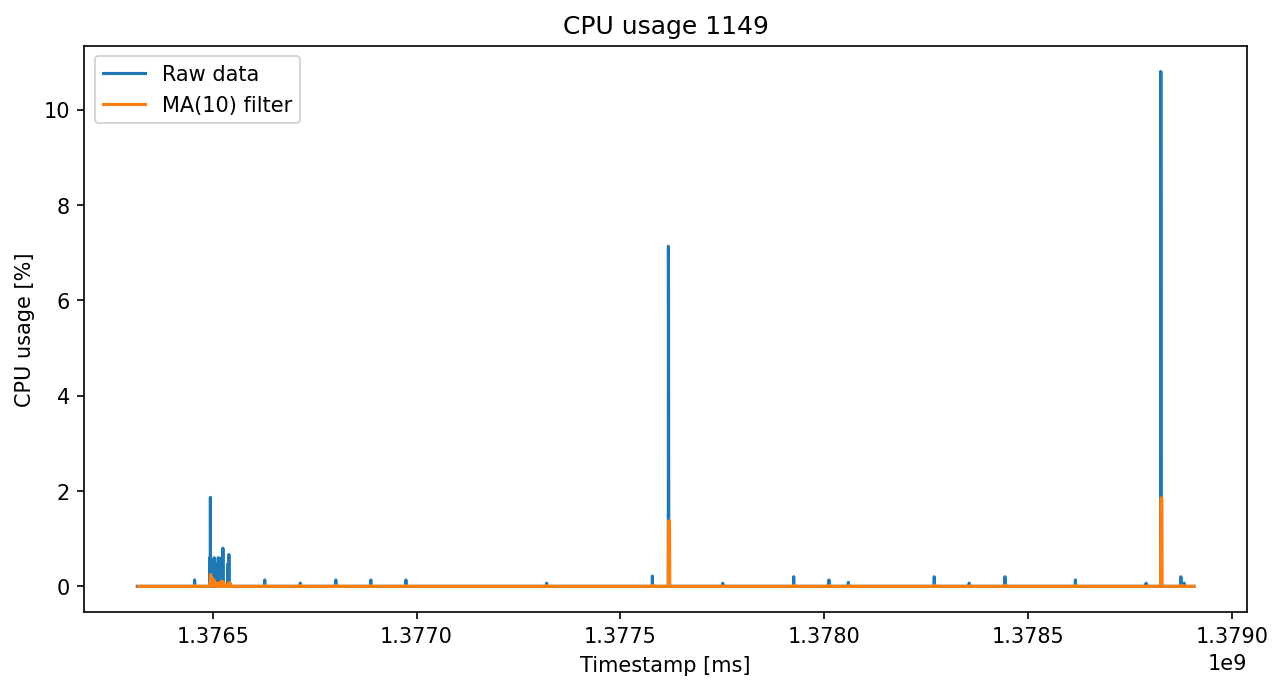 CPU usage 1149
Raw data
MA(10) filter
CPU usage [%]
10
8
6
4
2
0
1.3765
1.3770
1.3775
1.3780
1.3785
1.3790
1e9
Timestamp [ms]